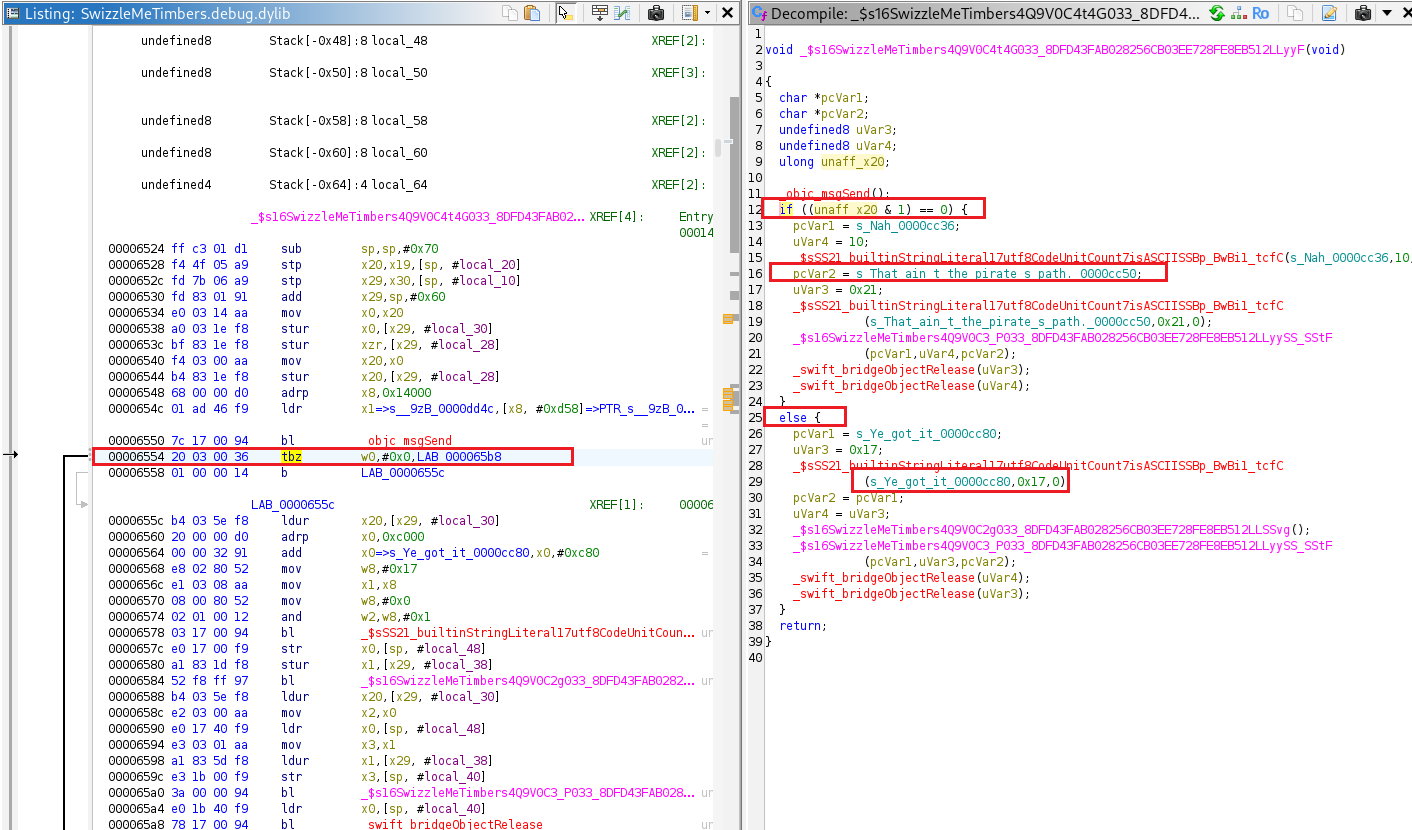 Listing: SwizzleMeTimbers.debug.dylib
undefined8 Stack[-0x48]:8 local_48 XREF[2]:
undefined8 Stack[-0x50]:8 local_50 XREF[3]:
undefined8 Stack[-0x58]:8 local_58 XREF[2]:
undefined8 Stack[-0x60]:8 local_60 XREF[2]:
undefined4 Stack[-0x64]:4 local_64 XREF[2]:
_$s16SwizzleMeTimbers4Q9V0C4t4G033_8DFD43FAB02... XREF[4]: Entry
00014
00006524 ff c3 01 d1 sub sp,sp,#0x70
00006528 f4 4f 05 a9 stp x20,x19,[sp, #local_20]
0000652c fd 7b 06 a9 stp x29,x30,[sp, #local_10]
00006530 fd 83 01 91 add x29,sp,#0x60
00006534 e0 03 14 aa mov x0,x20
00006538 a0 03 1e f8 stur x0,[x29, #local_30]
0000653c bf 83 1e f8 stur xzr,[x29, #local_28]
00006540 f4 03 00 aa mov x20,x0
00006544 b4 83 1e f8 stur x20,[x29, #local_28]
00006548 68 00 00 d0 adrp x8,0x14000
0000654c 01 ad 46 f9 ldr x1=>s__9zB_0000dd4c,[x8, #0xd58]=>PTR_s__9zB_0... =
=
00006550 7c 17 00 94 bl _objc_msgSend un
00006554 20 03 00 36 tbz w0,#0x0,LAB_000065b8
00006558 01 00 00 14 b LAB_0000655c
LAB_0000655c XREF[1]: 00006
0000655c b4 03 5e f8 ldur x20,[x29, #local_30]
00006560 20 00 00 d0 adrp x0,0xc000
00006564 00 00 32 91 add x0=>s_Ye_got_it_0000cc80,x0,#0xc80 =
00006568 e8 02 80 52 mov w8,#0x17
0000656c e1 03 08 aa mov x1,x8
00006570 08 00 80 52 mov w8,#0x0
00006574 02 01 00 12 and w2,w8,#0x1
00006578 03 17 00 94 bl _$sSS21_builtinStringLiteral17utf8CodeUnitCoun... un
0000657c e0 17 00 f9 str x0,[sp, #local_48]
00006580 a1 83 1d f8 stur x1,[x29, #local_38]
00006584 52 f8 ff 97 bl _$s16SwizzleMeTimbers4Q9V0C2g033_8DFD43FAB0282... un
00006588 b4 03 5e f8 ldur x20,[x29, #local_30]
0000658c e2 03 00 aa mov x2,x0
00006590 e0 17 40 f9 ldr x0,[sp, #local_48]
00006594 e3 03 01 aa mov x3,x1
00006598 a1 83 5d f8 ldur x1,[x29, #local_38]
0000659c e3 1b 00 f9 str x3,[sp, #local_40]
000065a0 3a 00 00 94 bl _$s16SwizzleMeTimbers4Q9V0C3_P033_8DFD43FAB028... un
000065a4 e0 1b 40 f9 ldr x0,[sp, #local_40]
000065a8 78 17 00 94 bl _swift_bridgeObjectRelease un
Decompile: _$s16SwizzleMeTimbers4Q9V0C4t4G033_8DFD4... Ro
1
2 void _$s16SwizzleMeTimbers4Q9V0C4t4G033_8DFD43FAB028256CB03EE728FE8EB512LLyyF(void)
3
4 {
5 char *pcVar1;
6 char *pcVar2;
7 undefined8 uVar3;
8 undefined8 uVar4;
9 ulong unaff_x20;
10
11 _objc_msgSend();
12 if ((unaff_x20 & 1) == 0) {
13 pcVar1 = s_Nah_0000cc36;
14 uVar4 = 10;
15 _$sSS21_builtinStringLiteral17utf8CodeUnitCount7isASCIISSBp_BwBi1_tcfC(s_Nah_0000cc36,10,
16 pcVar2 = s_That_ain_t_the_pirate_s_path._0000cc50;
17 uVar3 = 0x21;
18 _$sSS21_builtinStringLiteral17utf8CodeUnitCount7isASCIISSBp_BwBi1_tcfC
19 (s_That_ain_t_the_pirate_s_path._0000cc50,0x21,0);
20 _$s16SwizzleMeTimbers4Q9V0C3_P033_8DFD43FAB028256CB03EE728FE8EB512LLyySS_SStF
21 (pcVar1,uVar4,pcVar2);
22 _swift_bridgeObjectRelease(uVar3);
23 _swift_bridgeObjectRelease(uVar4);
24 }
25 else {
26 pcVar1 = s_Ye_got_it_0000cc80;
27 uVar3 = 0x17;
28 _$sSS21_builtinStringLiteral17utf8CodeUnitCount7isASCIISSBp_BwBi1_tcfC
29 (s_Ye_got_it_0000cc80,0x17,0)
30 pcVar2 = pcVar1;
31 uVar4 = uVar3;
32 _$s16SwizzleMeTimbers4Q9V0C2g033_8DFD43FAB028256CB03EE728FE8EB512LLSSvg();
33 _$s16SwizzleMeTimbers4Q9V0C3_P033_8DFD43FAB028256CB03EE728FE8EB512LLyySS_SStF
34 (pcVar1,uVar3,pcVar2);
35 _swift_bridgeObjectRelease(uVar4);
36 _swift_bridgeObjectRelease(uVar3);
37 }
38 return;
39 }
40